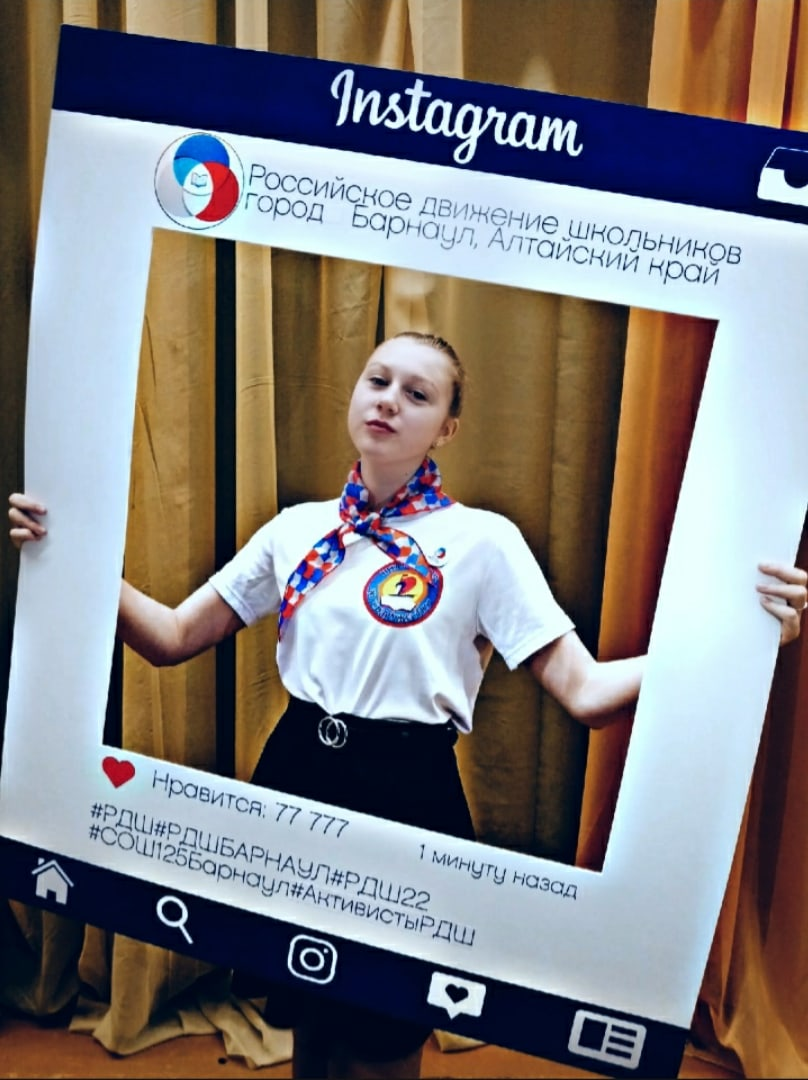 Instagram
Российское движение школьников
город Барнаул, Алтайский край
Нравится: 77 777
1 минуту назад
#РДШ#РДШБАРНАУЛ#РДШ22
#СОШ125Барнаул#АктивистыРДШ